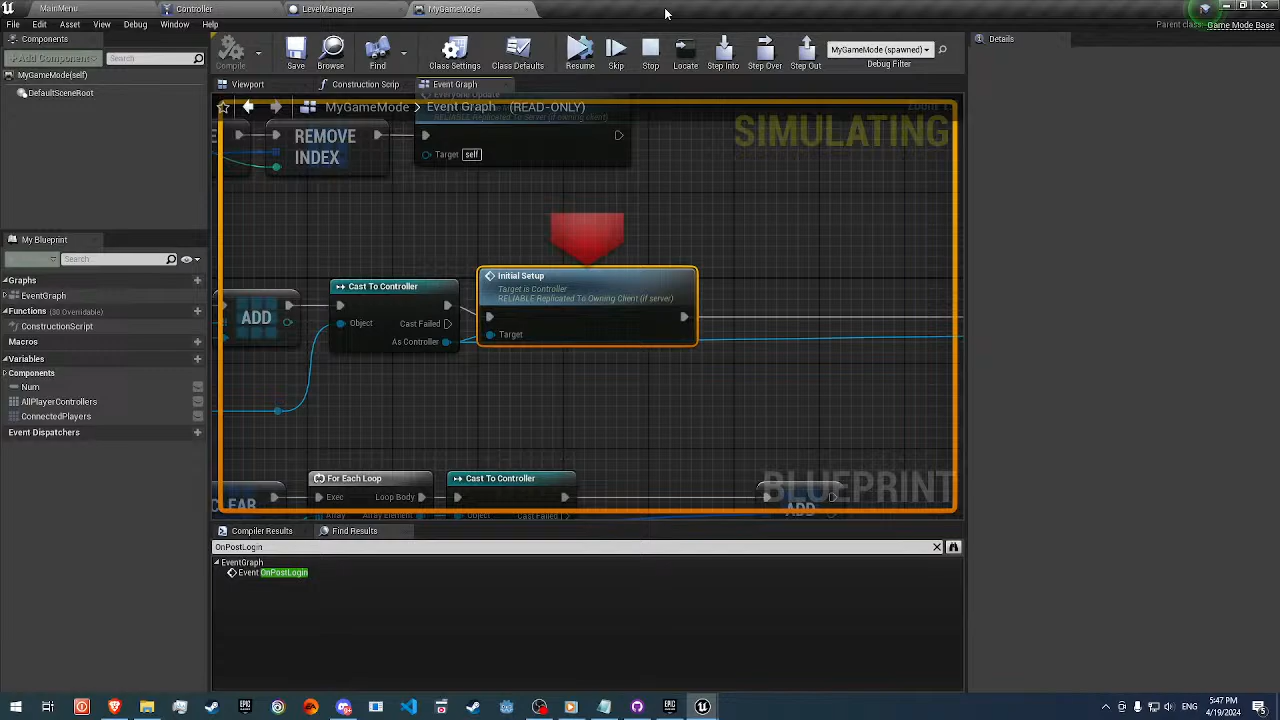 MainMenu
Controller
LevelManager
MyGameMode
File Edit Asset View Debug Window Help
Parent class: Game Mode Base
Components
Add Component
Search
MyGameMode(self)
DefaultSceneRoot
Compile
Save
Browse
Find
Class Settings
Class Defaults
Resume
Skip
Stop
Locate
Step Into
Step Over
Step Out
MyGameMode (spawned)
Debug Filter
Details
Viewport
Construction Scrip
Event Graph
MyGameMode > Event Graph (READ-ONLY)
SIMULATING
REMOVE
INDEX
Everyone Update
RELIABLE Replicated To Server (if owning client)
Target self
My Blueprint
Search
Graphs
EventGraph
Functions (30 Overridable)
ConstructionScript
Macros
Variables
Components
Num
AllPlayerControllers
ConnectedPlayers
Event Dispatchers
ADD
Cast To Controller
Object
Cast Failed
As Controller
Initial Setup
Target is Controller
RELIABLE Replicated To Owning Client (if server)
Target
CLEAR
For Each Loop
Exec
Loop Body
Array
Array Element
Cast To Controller
Object
Cast Failed
ADD
BLUEPRINT
Compiler Results
Find Results
OnPostLogin
EventGraph
Event OnPostLogin
5:47 PM
4/19/2024